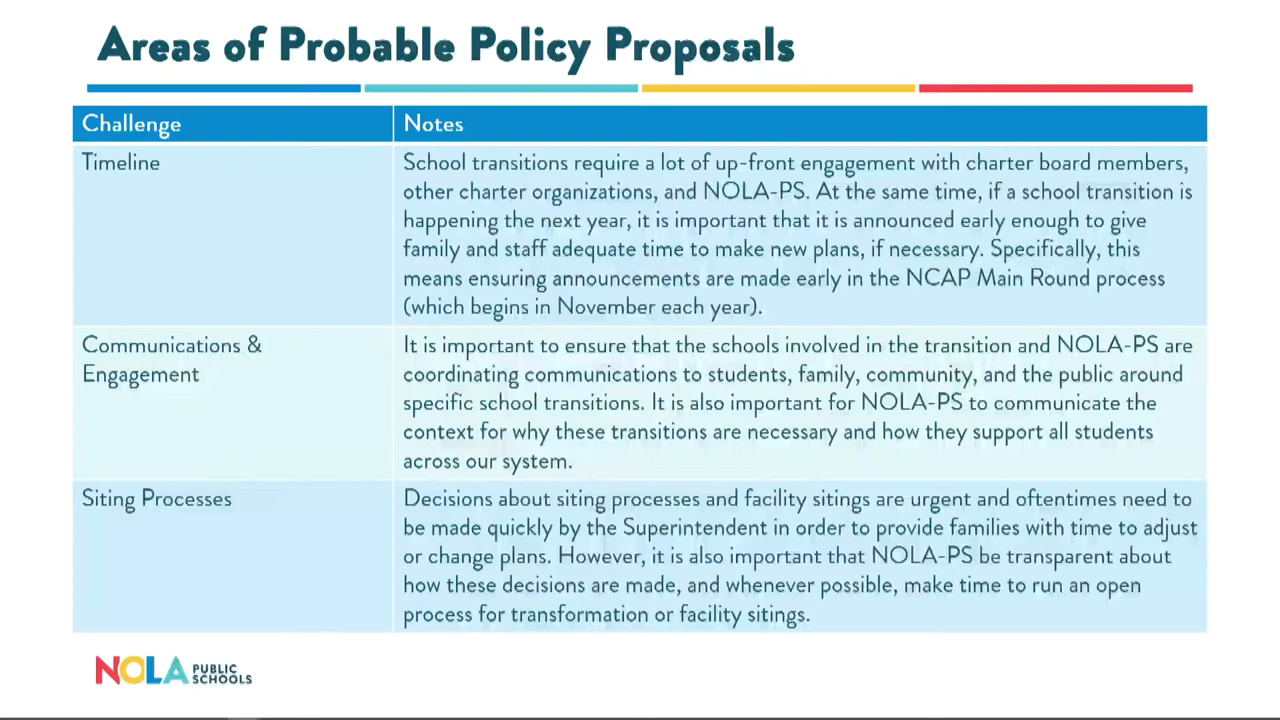 Areas of Probable Policy Proposals
Challenge
Notes
Timeline
School transitions require a lot of up-front engagement with charter board members,
other charter organizations, and NOLA-PS. At the same time, if a school transition is
happening the next year, it is important that it is announced early enough to give
family and staff adequate time to make new plans, if necessary. Specifically, this
means ensuring announcements are made early in the NCAP Main Round process
(which begins in November each year).
Communications &
Engagement
It is important to ensure that the schools involved in the transition and NOLA-PS are
coordinating communications to students, family, community, and the public around
specific school transitions. It is also important for NOLA-PS to communicate the
context for why these transitions are necessary and how they support all students
across our system.
Siting Processes
Decisions about siting processes and facility sitings are urgent and oftentimes need to
be made quickly by the Superintendent in order to provide families with time to adjust
or change plans. However, it is also important that NOLA-PS be transparent about
how these decisions are made, and whenever possible, make time to run an open
process for transformation or facility sitings.
NOLA PUBLIC
SCHOOLS